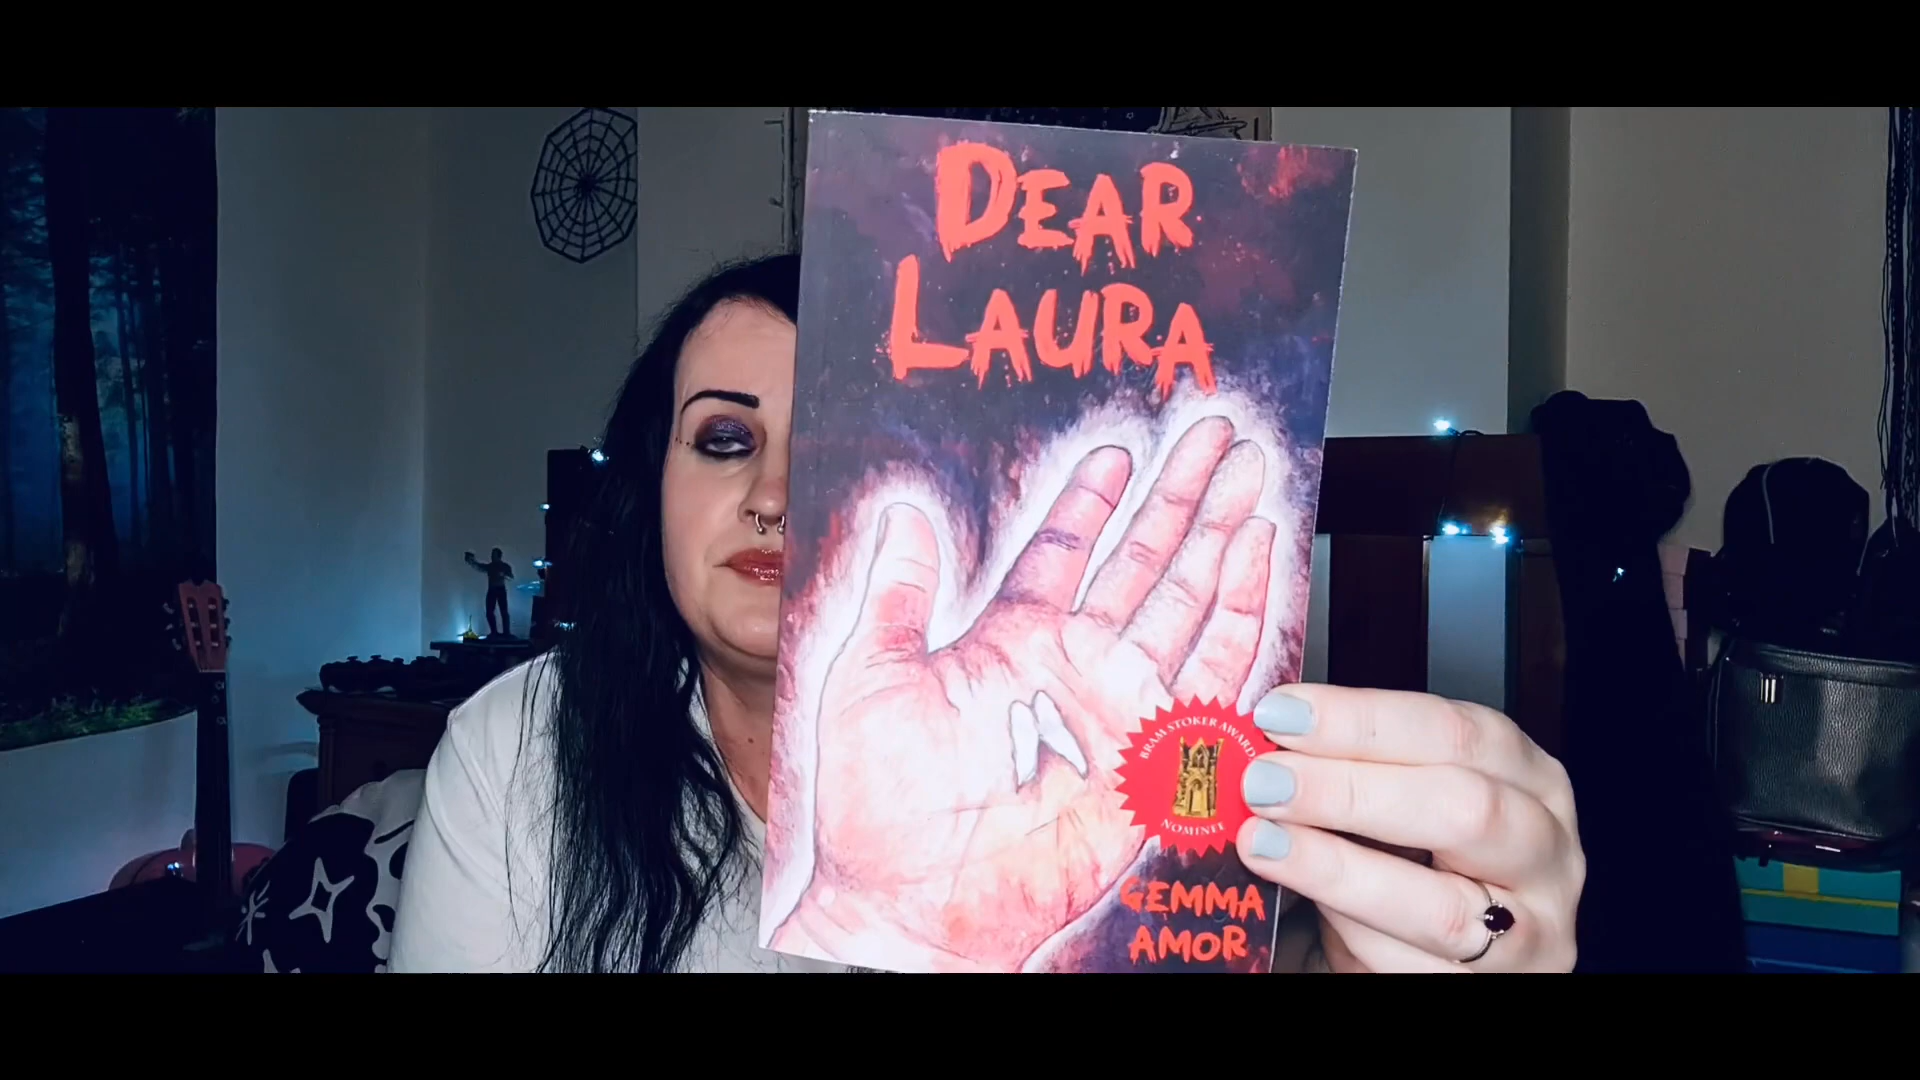 DEAR
LAURA
BRAM STOKER AWARD
NOMINEE
GEMMA
AMOR